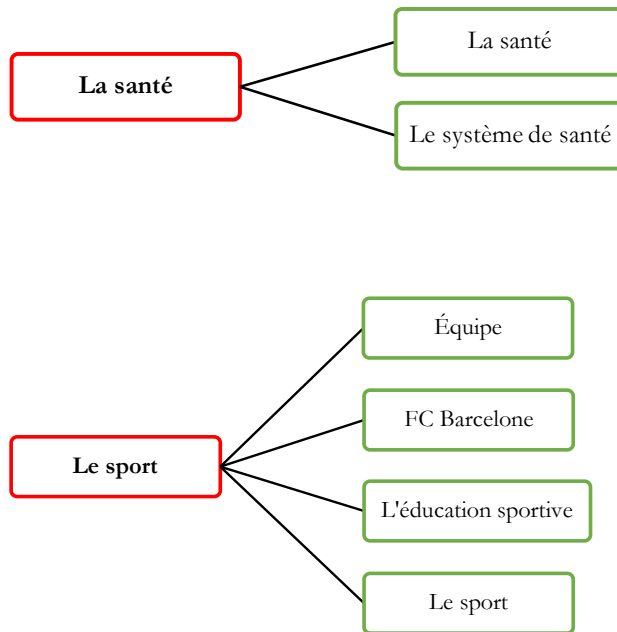 La santé
La santé
Le système de santé
Équipe
FC Barcelone
Le sport
L'éducation sportive
Le sport